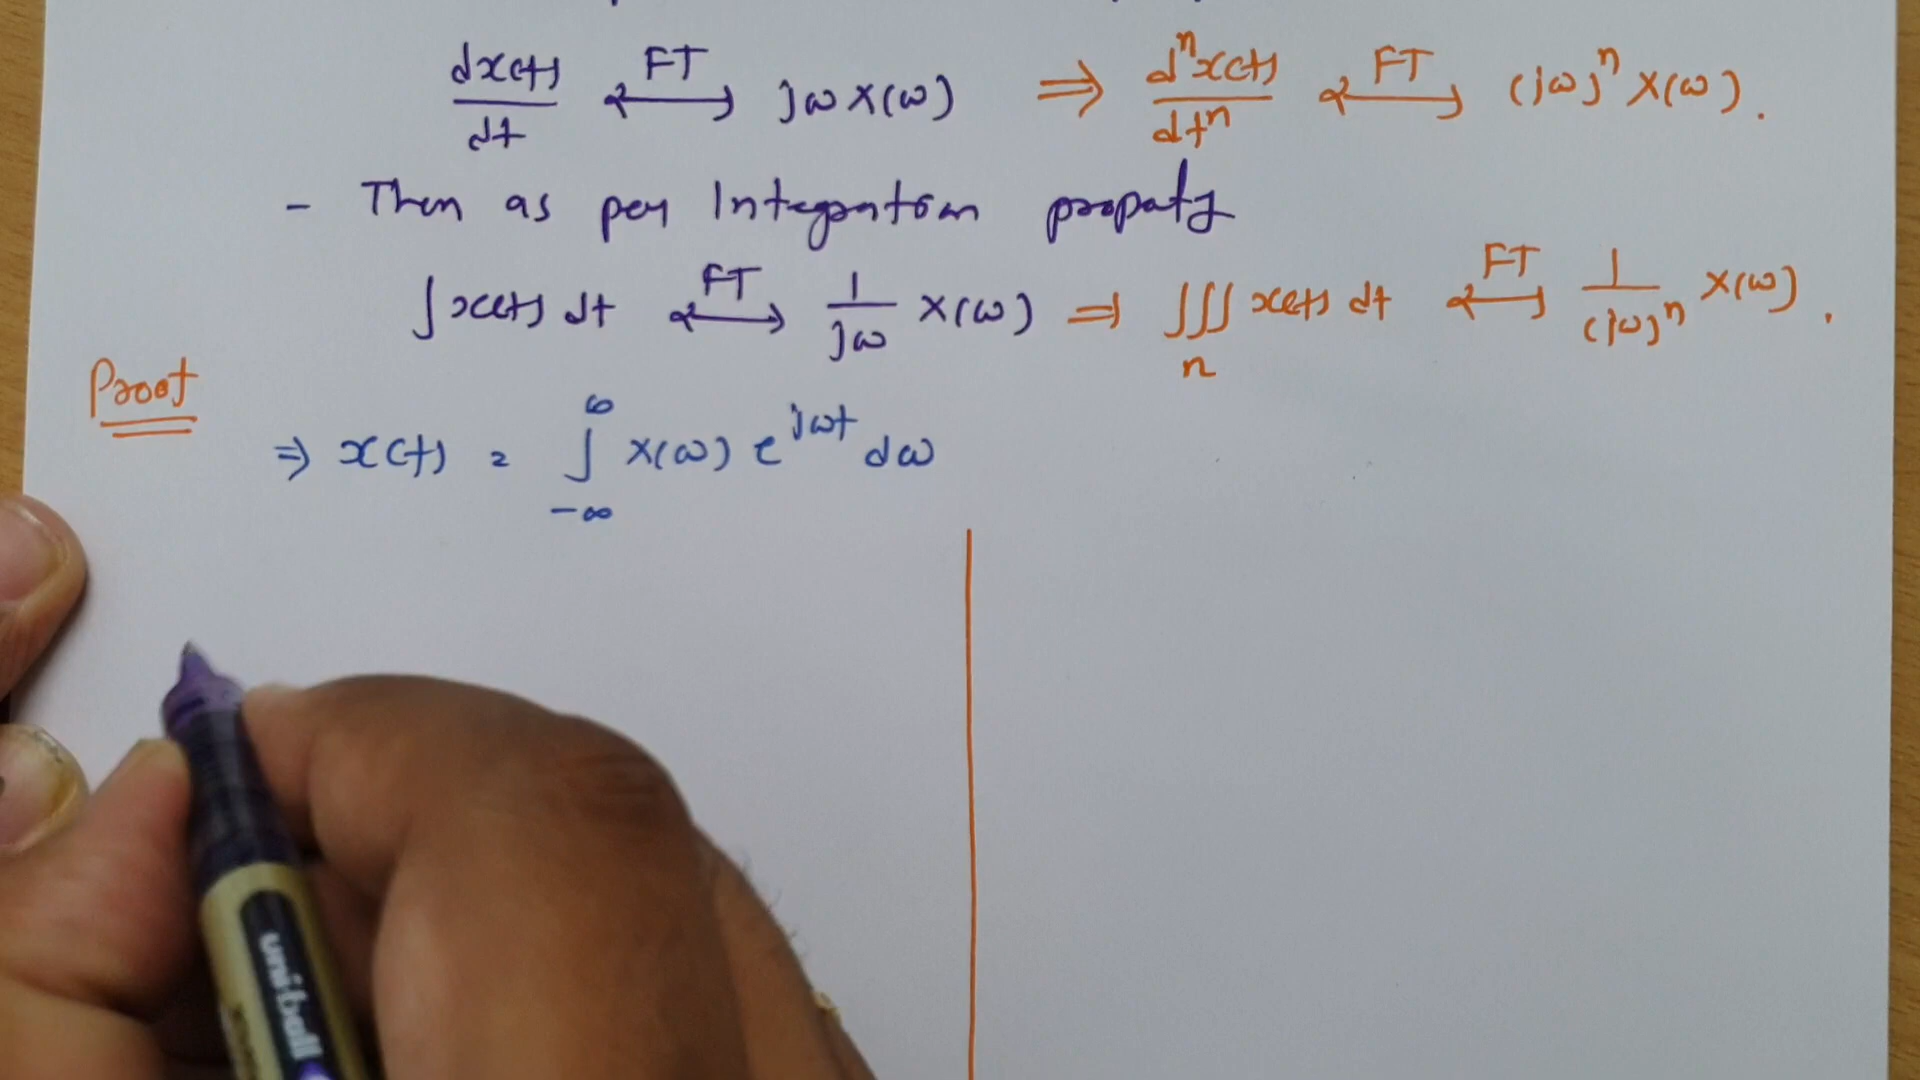 dx(t)/dt ⟷FT jω X(ω) ⇒ dⁿx(t)/dtⁿ ⟷FT (jω)ⁿ X(ω).
- Then as per Integration property
∫ x(t) dt ⟷FT 1/jω X(ω) ⇒ ∫∫∫ₙ x(t) dt ⟷FT 1/(jω)ⁿ X(ω).
Proof
⇒ x(t) = ∫_{-∞}^{∞} X(ω) e^{jωt} dω
uniball